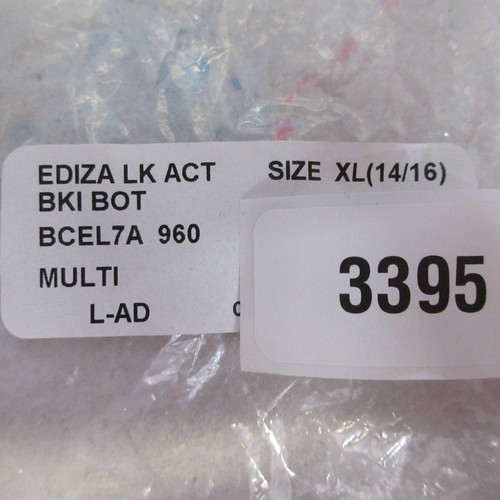 EDIZA LK ACT SIZE XL(14/16)
BKI BOT
BCEL7A 960
MULTI
L-AD
3395